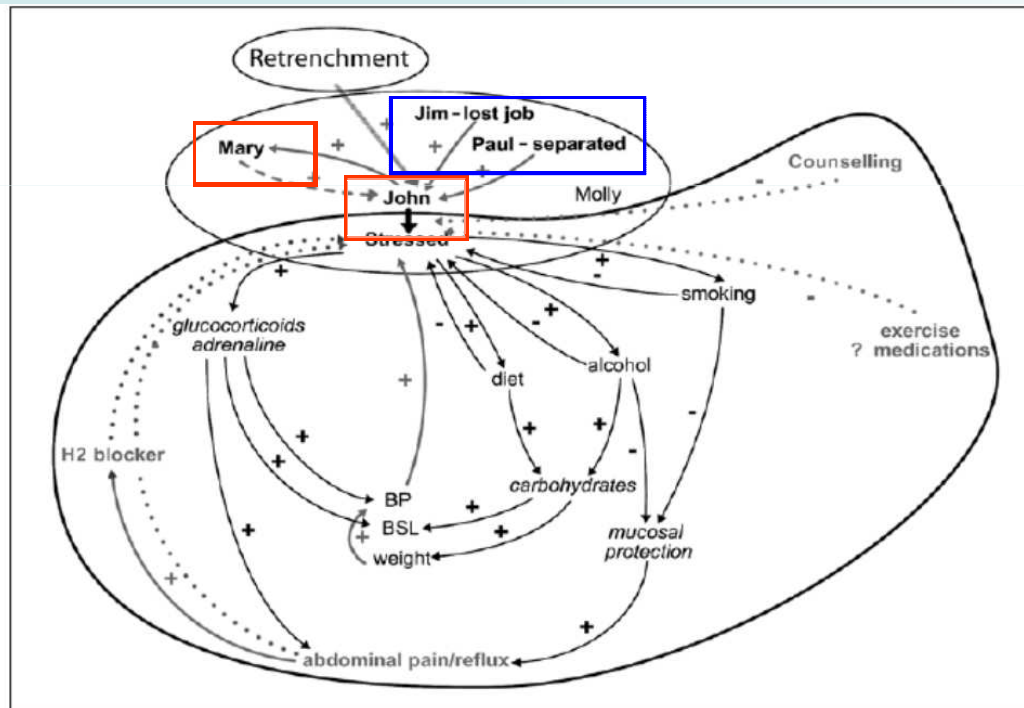 Retrenchment
Jim - lost job
Paul - separated
Mary
John
Molly
Counselling
Stressed
smoking
glucocorticoids
adrenaline
exercise
? medications
diet
alcohol
H2 blocker
carbohydrates
BP
BSL
weight
mucosal
protection
abdominal pain/reflux